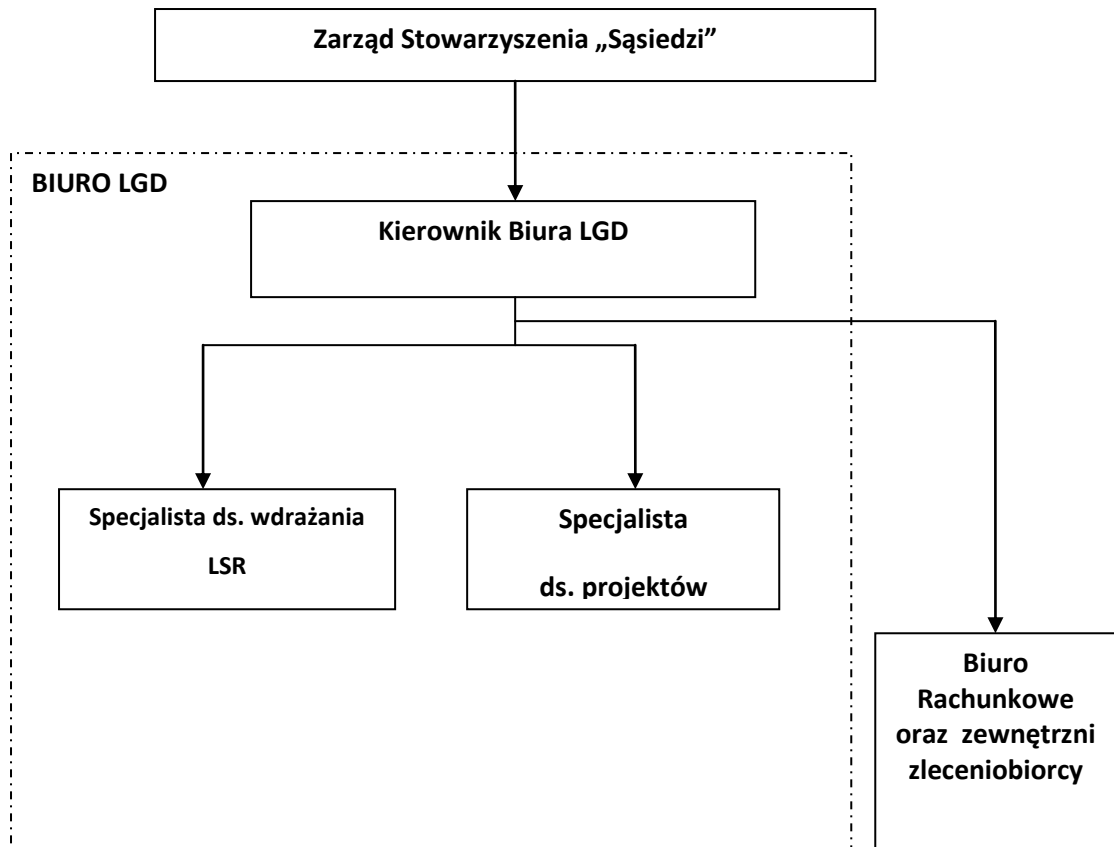 Zarząd Stowarzyszenia „Sąsiedzi”
BIURO LGD
Kierownik Biura LGD
Specjalista ds. wdrażania
LSR
Specjalista
ds. projektów
Biuro
Rachunkowe
oraz zewnętrzni
zleceniobiorcy